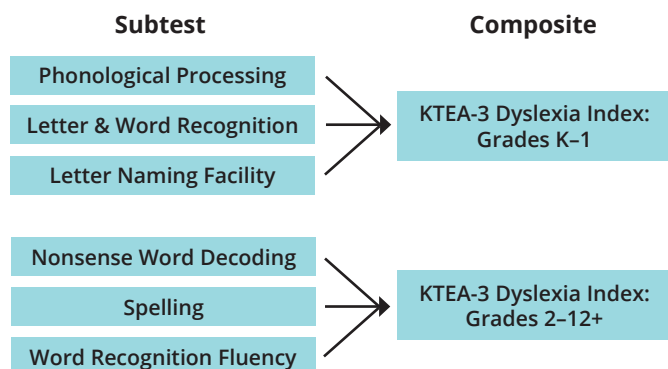 Subtest
Composite
Phonological Processing
Letter & Word Recognition
Letter Naming Facility
KTEA-3 Dyslexia Index:
Grades K–1
Nonsense Word Decoding
Spelling
Word Recognition Fluency
KTEA-3 Dyslexia Index:
Grades 2–12+